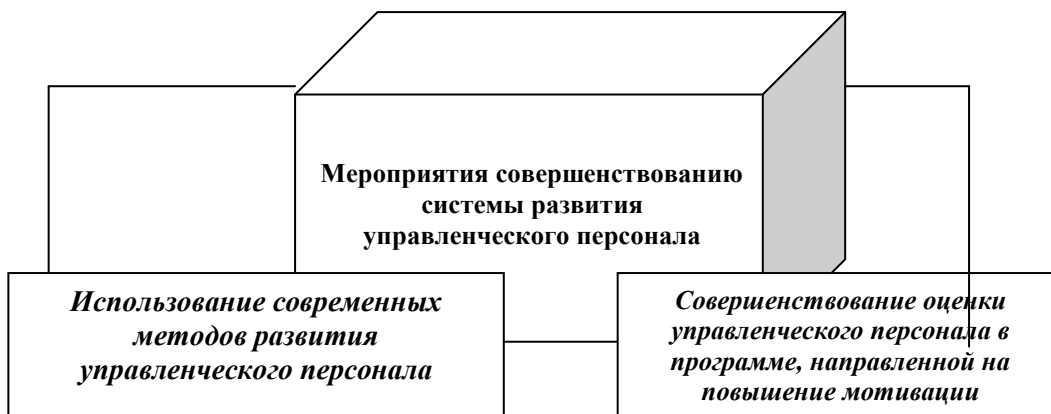 Мероприятия совершенствованию
системы развития
управленческого персонала
Использование современных
методов развития
управленческого персонала
Совершенствование оценки
управленческого персонала в
программе, направленной на
повышение мотивации